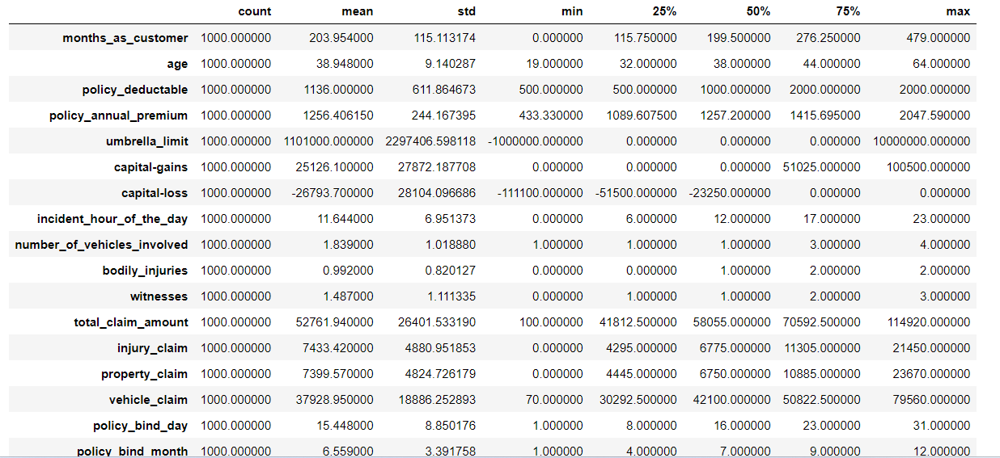 count mean std min 25% 50% 75% max
months_as_customer 1000.000000 203.954000 115.113174 0.000000 115.750000 199.500000 276.250000 479.000000
age 1000.000000 38.948000 9.140287 19.000000 32.000000 38.000000 44.000000 64.000000
policy_deductable 1000.000000 1136.000000 611.864673 500.000000 500.000000 1000.000000 2000.000000 2000.000000
policy_annual_premium 1000.000000 1256.406150 244.167395 433.330000 1089.607500 1257.200000 1415.695000 2047.590000
umbrella_limit 1000.000000 1101000.000000 2297406.598118 -1000000.000000 0.000000 0.000000 0.000000 10000000.000000
capital-gains 1000.000000 25126.100000 27872.187708 0.000000 0.000000 0.000000 51025.000000 100500.000000
capital-loss 1000.000000 -26793.700000 28104.096686 -111100.000000 -51500.000000 -23250.000000 0.000000 0.000000
incident_hour_of_the_day 1000.000000 11.644000 6.951373 0.000000 6.000000 12.000000 17.000000 23.000000
number_of_vehicles_involved 1000.000000 1.839000 1.018880 1.000000 1.000000 1.000000 3.000000 4.000000
bodily_injuries 1000.000000 0.992000 0.820127 0.000000 0.000000 1.000000 2.000000 2.000000
witnesses 1000.000000 1.487000 1.111335 0.000000 1.000000 1.000000 2.000000 3.000000
total_claim_amount 1000.000000 52761.940000 26401.533190 100.000000 41812.500000 58055.000000 70592.500000 114920.000000
injury_claim 1000.000000 7433.420000 4880.951853 0.000000 4295.000000 6775.000000 11305.000000 21450.000000
property_claim 1000.000000 7399.570000 4824.726179 0.000000 4445.000000 6750.000000 10885.000000 23670.000000
vehicle_claim 1000.000000 37928.950000 18886.252893 70.000000 30292.500000 42100.000000 50822.500000 79560.000000
policy_bind_day 1000.000000 15.448000 8.850176 1.000000 8.000000 16.000000 23.000000 31.000000
policy_bind_month 1000.000000 6.559000 3.391758 1.000000 4.000000 7.000000 9.000000 12.000000